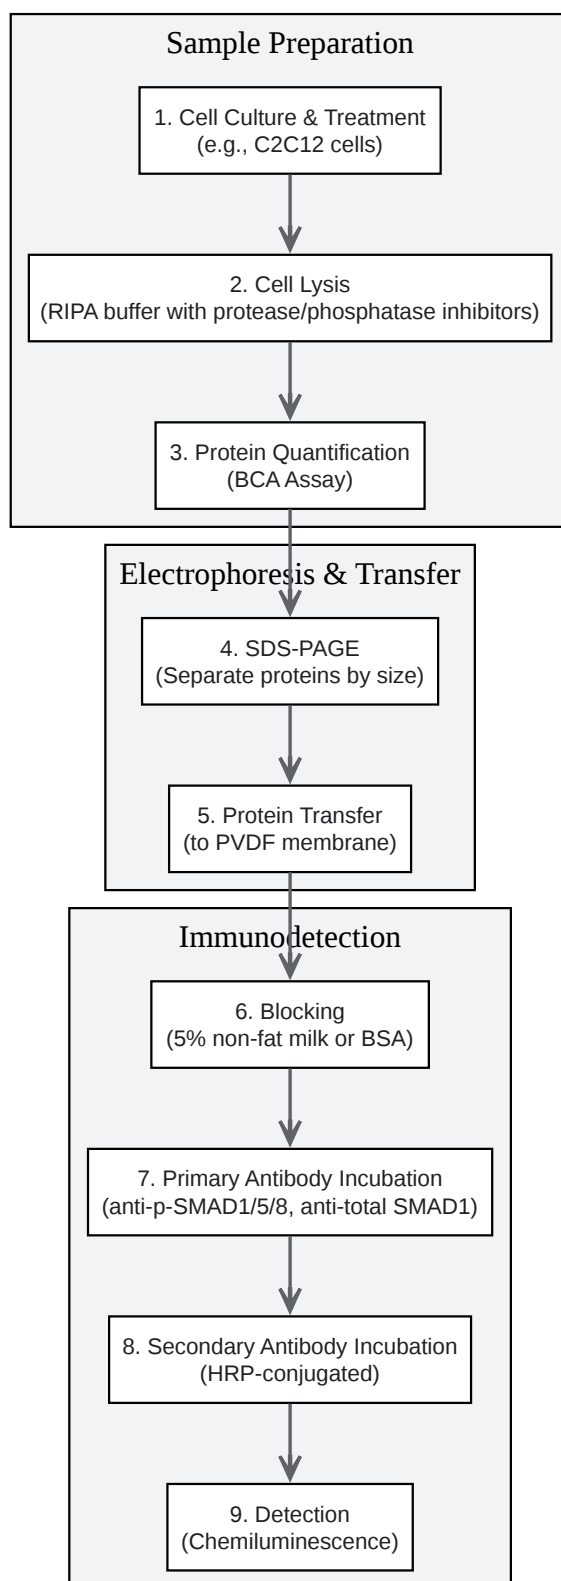 Sample Preparation
1. Cell Culture & Treatment
(e.g., C2C12 cells)
2. Cell Lysis
(RIPA buffer with protease/phosphatase inhibitors)
3. Protein Quantification
(BCA Assay)
Electrophoresis & Transfer
4. SDS-PAGE
(Separate proteins by size)
5. Protein Transfer
(to PVDF membrane)
Immunodetection
6. Blocking
(5% non-fat milk or BSA)
7. Primary Antibody Incubation
(anti-p-SMAD1/5/8, anti-total SMAD1)
8. Secondary Antibody Incubation
(HRP-conjugated)
9. Detection
(Chemiluminescence)